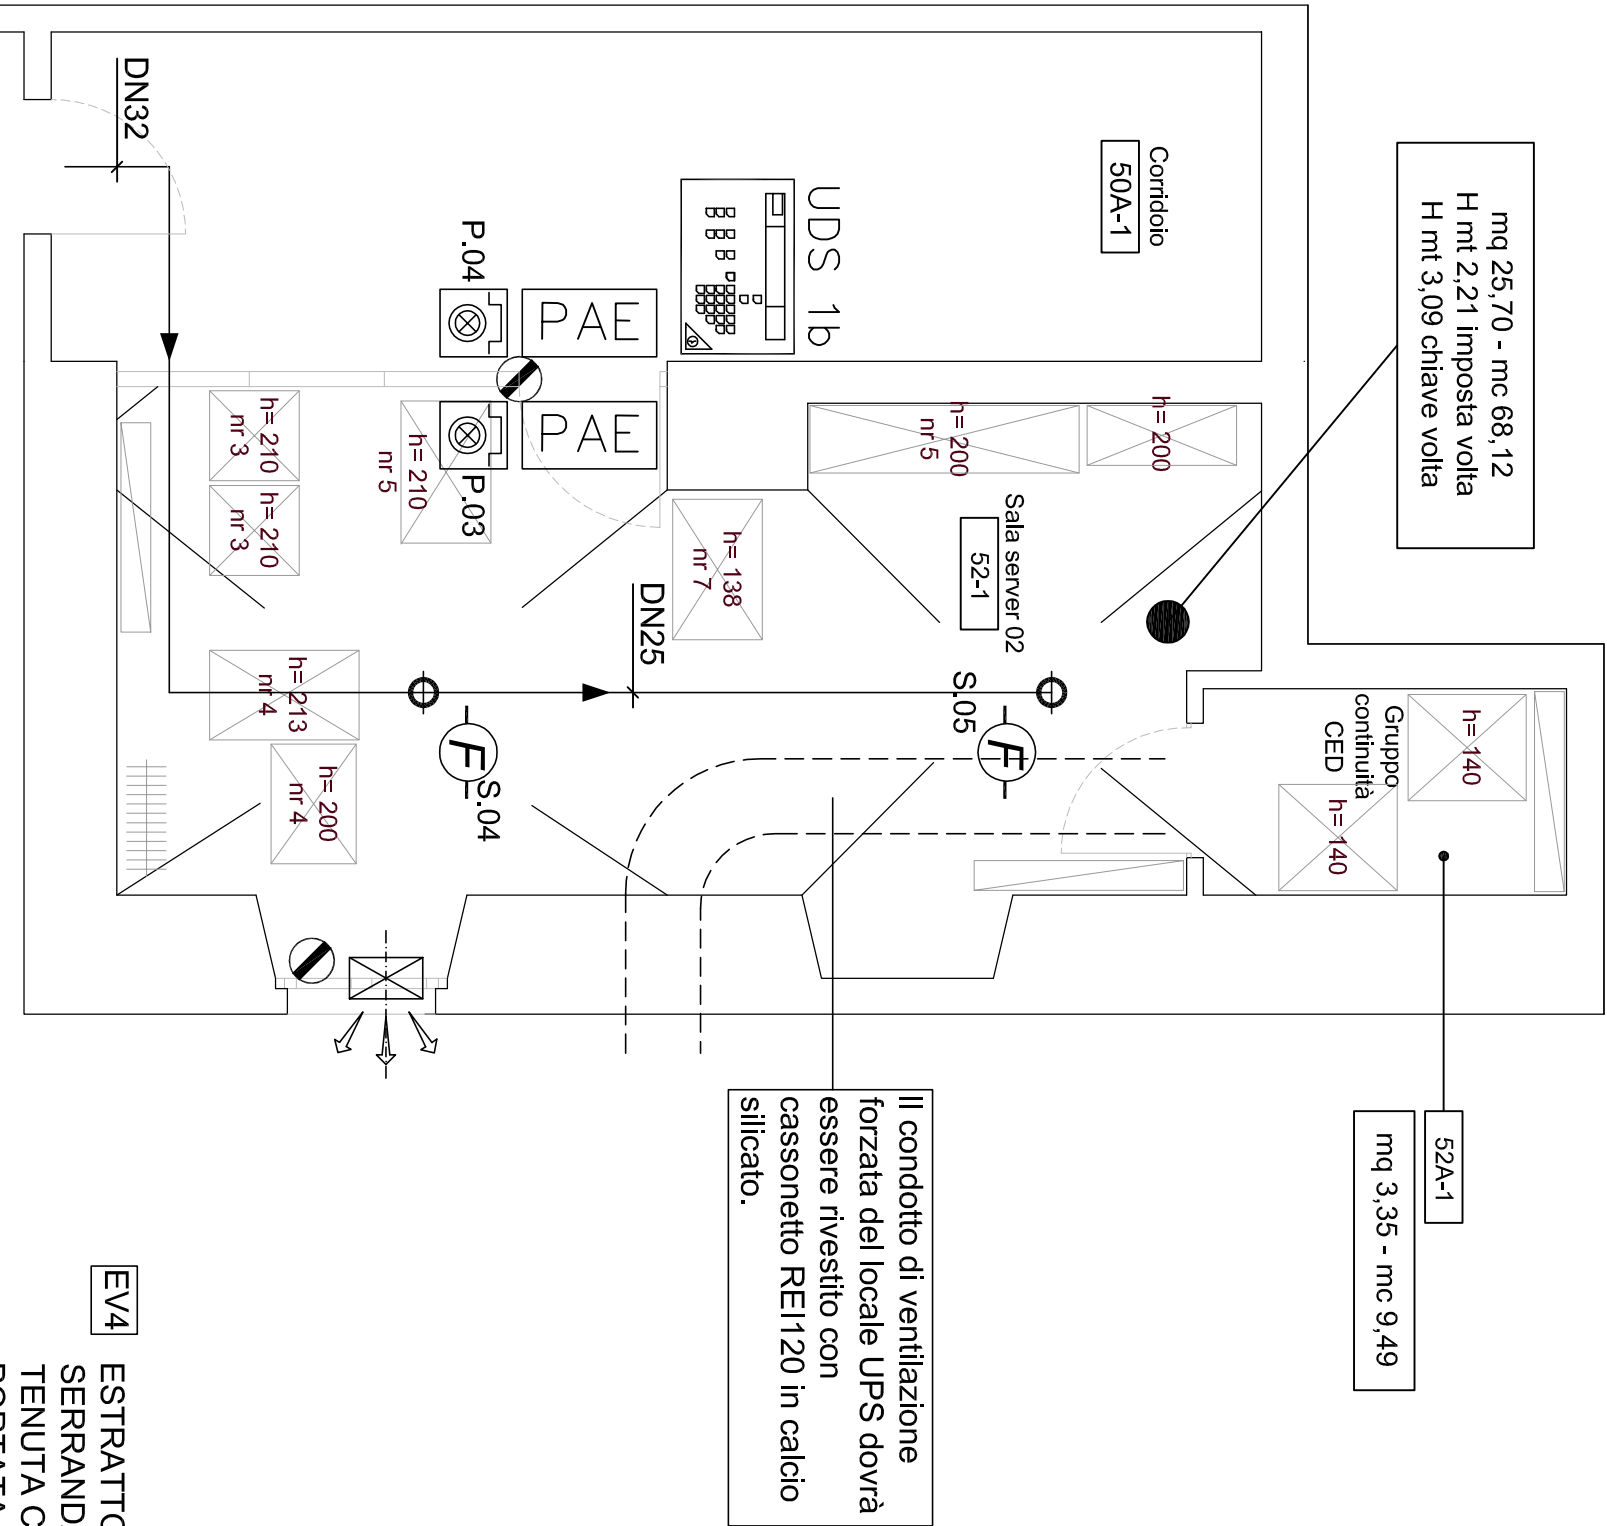 mq 25,70 - mc 68,12
H mt 2,21 imposta volta
H mt 3,09 chiave volta
Corridoio
50A-1
DN32
UDS 1b
P.04
PAE
PAE
P.03
h= 210
nr 3
h= 210
nr 3
h= 210
nr 5
h= 200
nr 5
h= 200
h= 138
nr 7
Sala server 02
52-1
DN25
S.05
F
F
S.04
h= 213
nr 4
h= 200
nr 4
Gruppo
continuità
CED
h= 140
h= 140
52A-1
mq 3,35 - mc 9,49
Il condotto di ventilazione
forzata del locale UPS dovrà
essere rivestito con
cassonetto REI120 in calcio
silicato.
EV4
ESTRATTO
SERRAND
TENUTA C
PORTATA